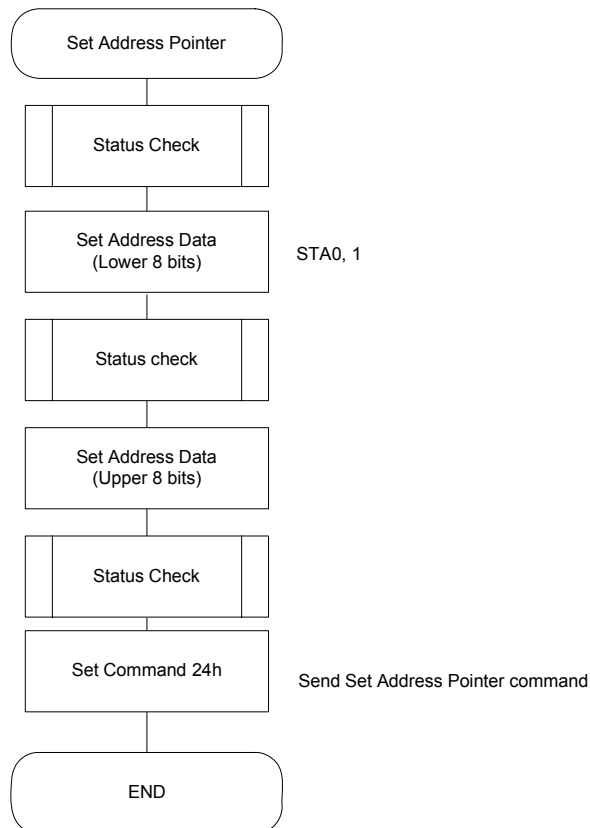 Set Address Pointer
Status Check
Set Address Data
(Lower 8 bits)
STA0, 1
Status check
Set Address Data
(Upper 8 bits)
Status Check
Set Command 24h
Send Set Address Pointer command
END